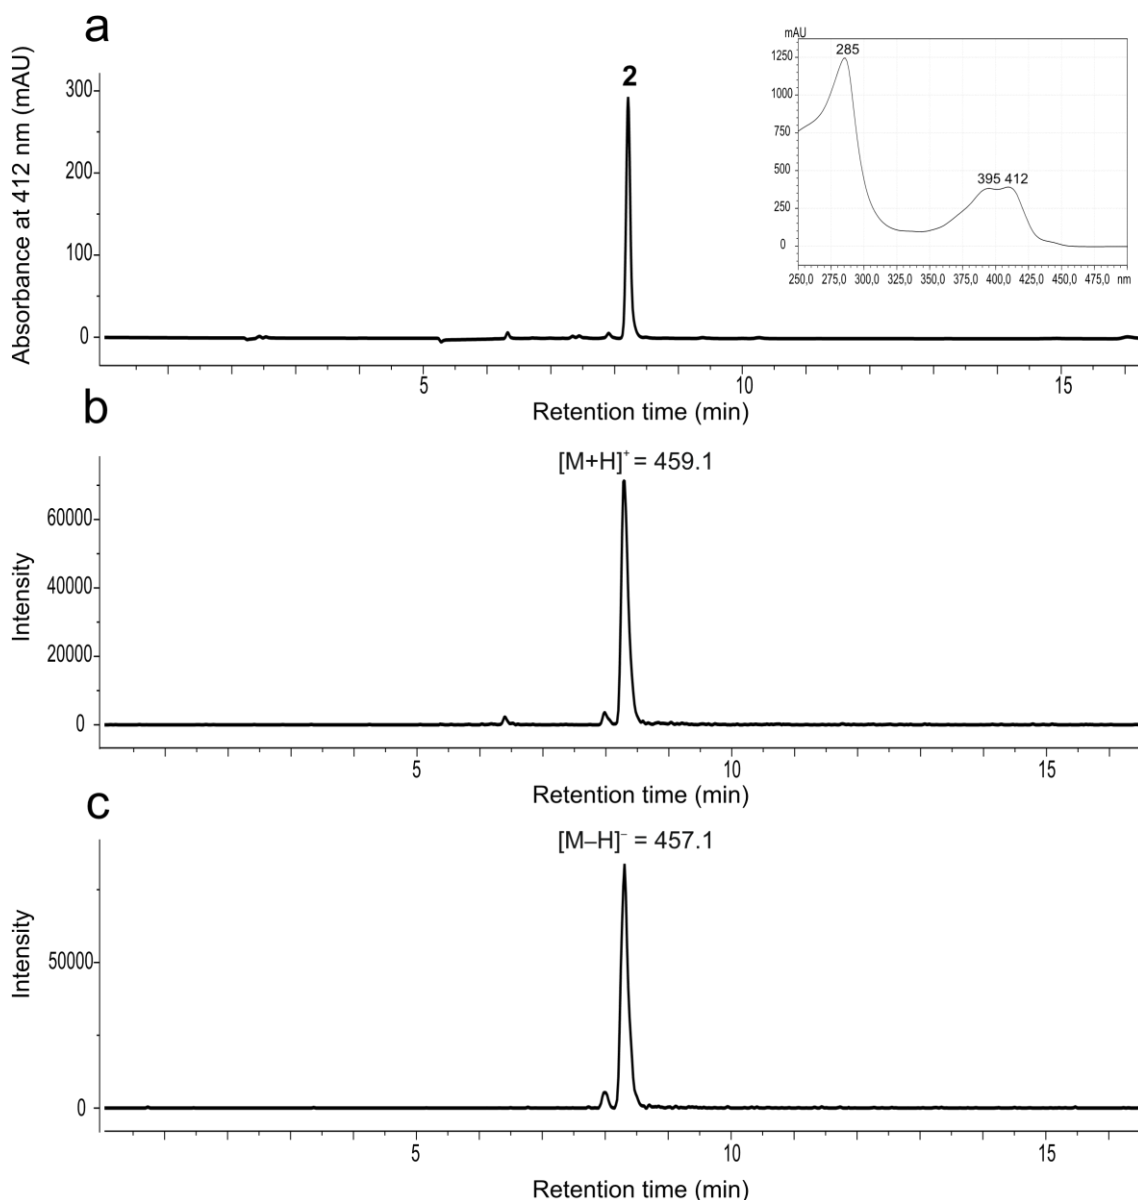 a
Absorbance at 412 nm (mAU)
300
200
100
0
2
5
10
15
Retention time (min)
mAU
1250
1000
750
500
250
0
285
395 412
250,0 275,0 300,0 325,0 350,0 375,0 400,0 425,0 450,0 475,0 nm
b
[M+H]⁺ = 459.1
Intensity
60000
40000
20000
0
5
10
15
Retention time (min)
c
[M–H]⁻ = 457.1
Intensity
50000
0
5
10
15
Retention time (min)